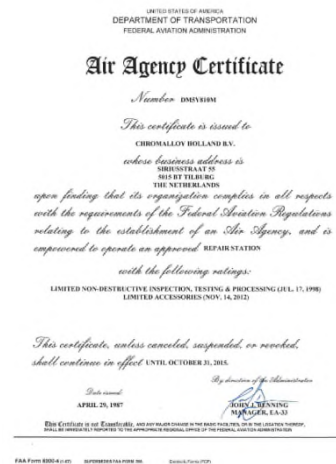 UNITED STATES OF AMERICA
DEPARTMENT OF TRANSPORTATION
FEDERAL AVIATION ADMINISTRATION
Air Agency Certificate
Number DM5Y810M
This certificate is issued to
CHROMALLOY HOLLAND B.V.
whose business address is
SIRIUSSTRAAT 55
5015 BT TILBURG
THE NETHERLANDS
upon finding that its organization complies in all respects
with the requirements of the Federal Aviation Regulations
relating to the establishment of an Air Agency, and is
empowered to operate an approved REPAIR STATION
with the following ratings:
LIMITED NON-DESTRUCTIVE INSPECTION, TESTING & PROCESSING (JUL. 17, 1998)
LIMITED ACCESSORIES (NOV. 14, 2012)
This certificate, unless canceled, suspended, or revoked,
shall continue in effect UNTIL OCTOBER 31, 2015.
By direction of the Administrator
Date issued:
APRIL 29, 1987
JOHN J. BENNING
MANAGER, EA-33
This Certificate is not Transferable, AND ANY MAJOR CHANGE IN THE BASIC FACILITIES, OR IN THE LOCATION THEREOF,
SHALL BE IMMEDIATELY REPORTED TO THE APPROPRIATE REGIONAL OFFICE OF THE FEDERAL AVIATION ADMINISTRATION
FAA Form 8000-4 SUPERSEDES FAA FORM 390. Electronic Forms (PDF)